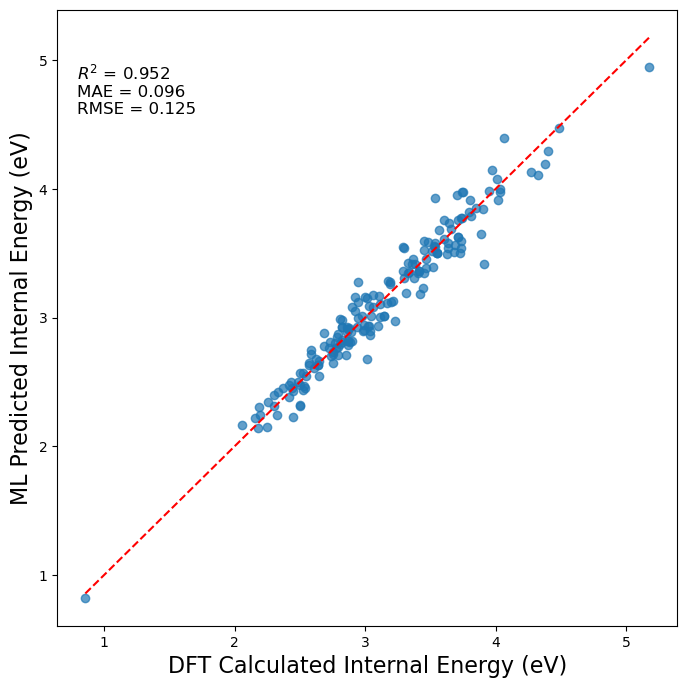 R² = 0.952
MAE = 0.096
RMSE = 0.125
ML Predicted Internal Energy (eV)
5
4
3
2
1
1 2 3 4 5
DFT Calculated Internal Energy (eV)